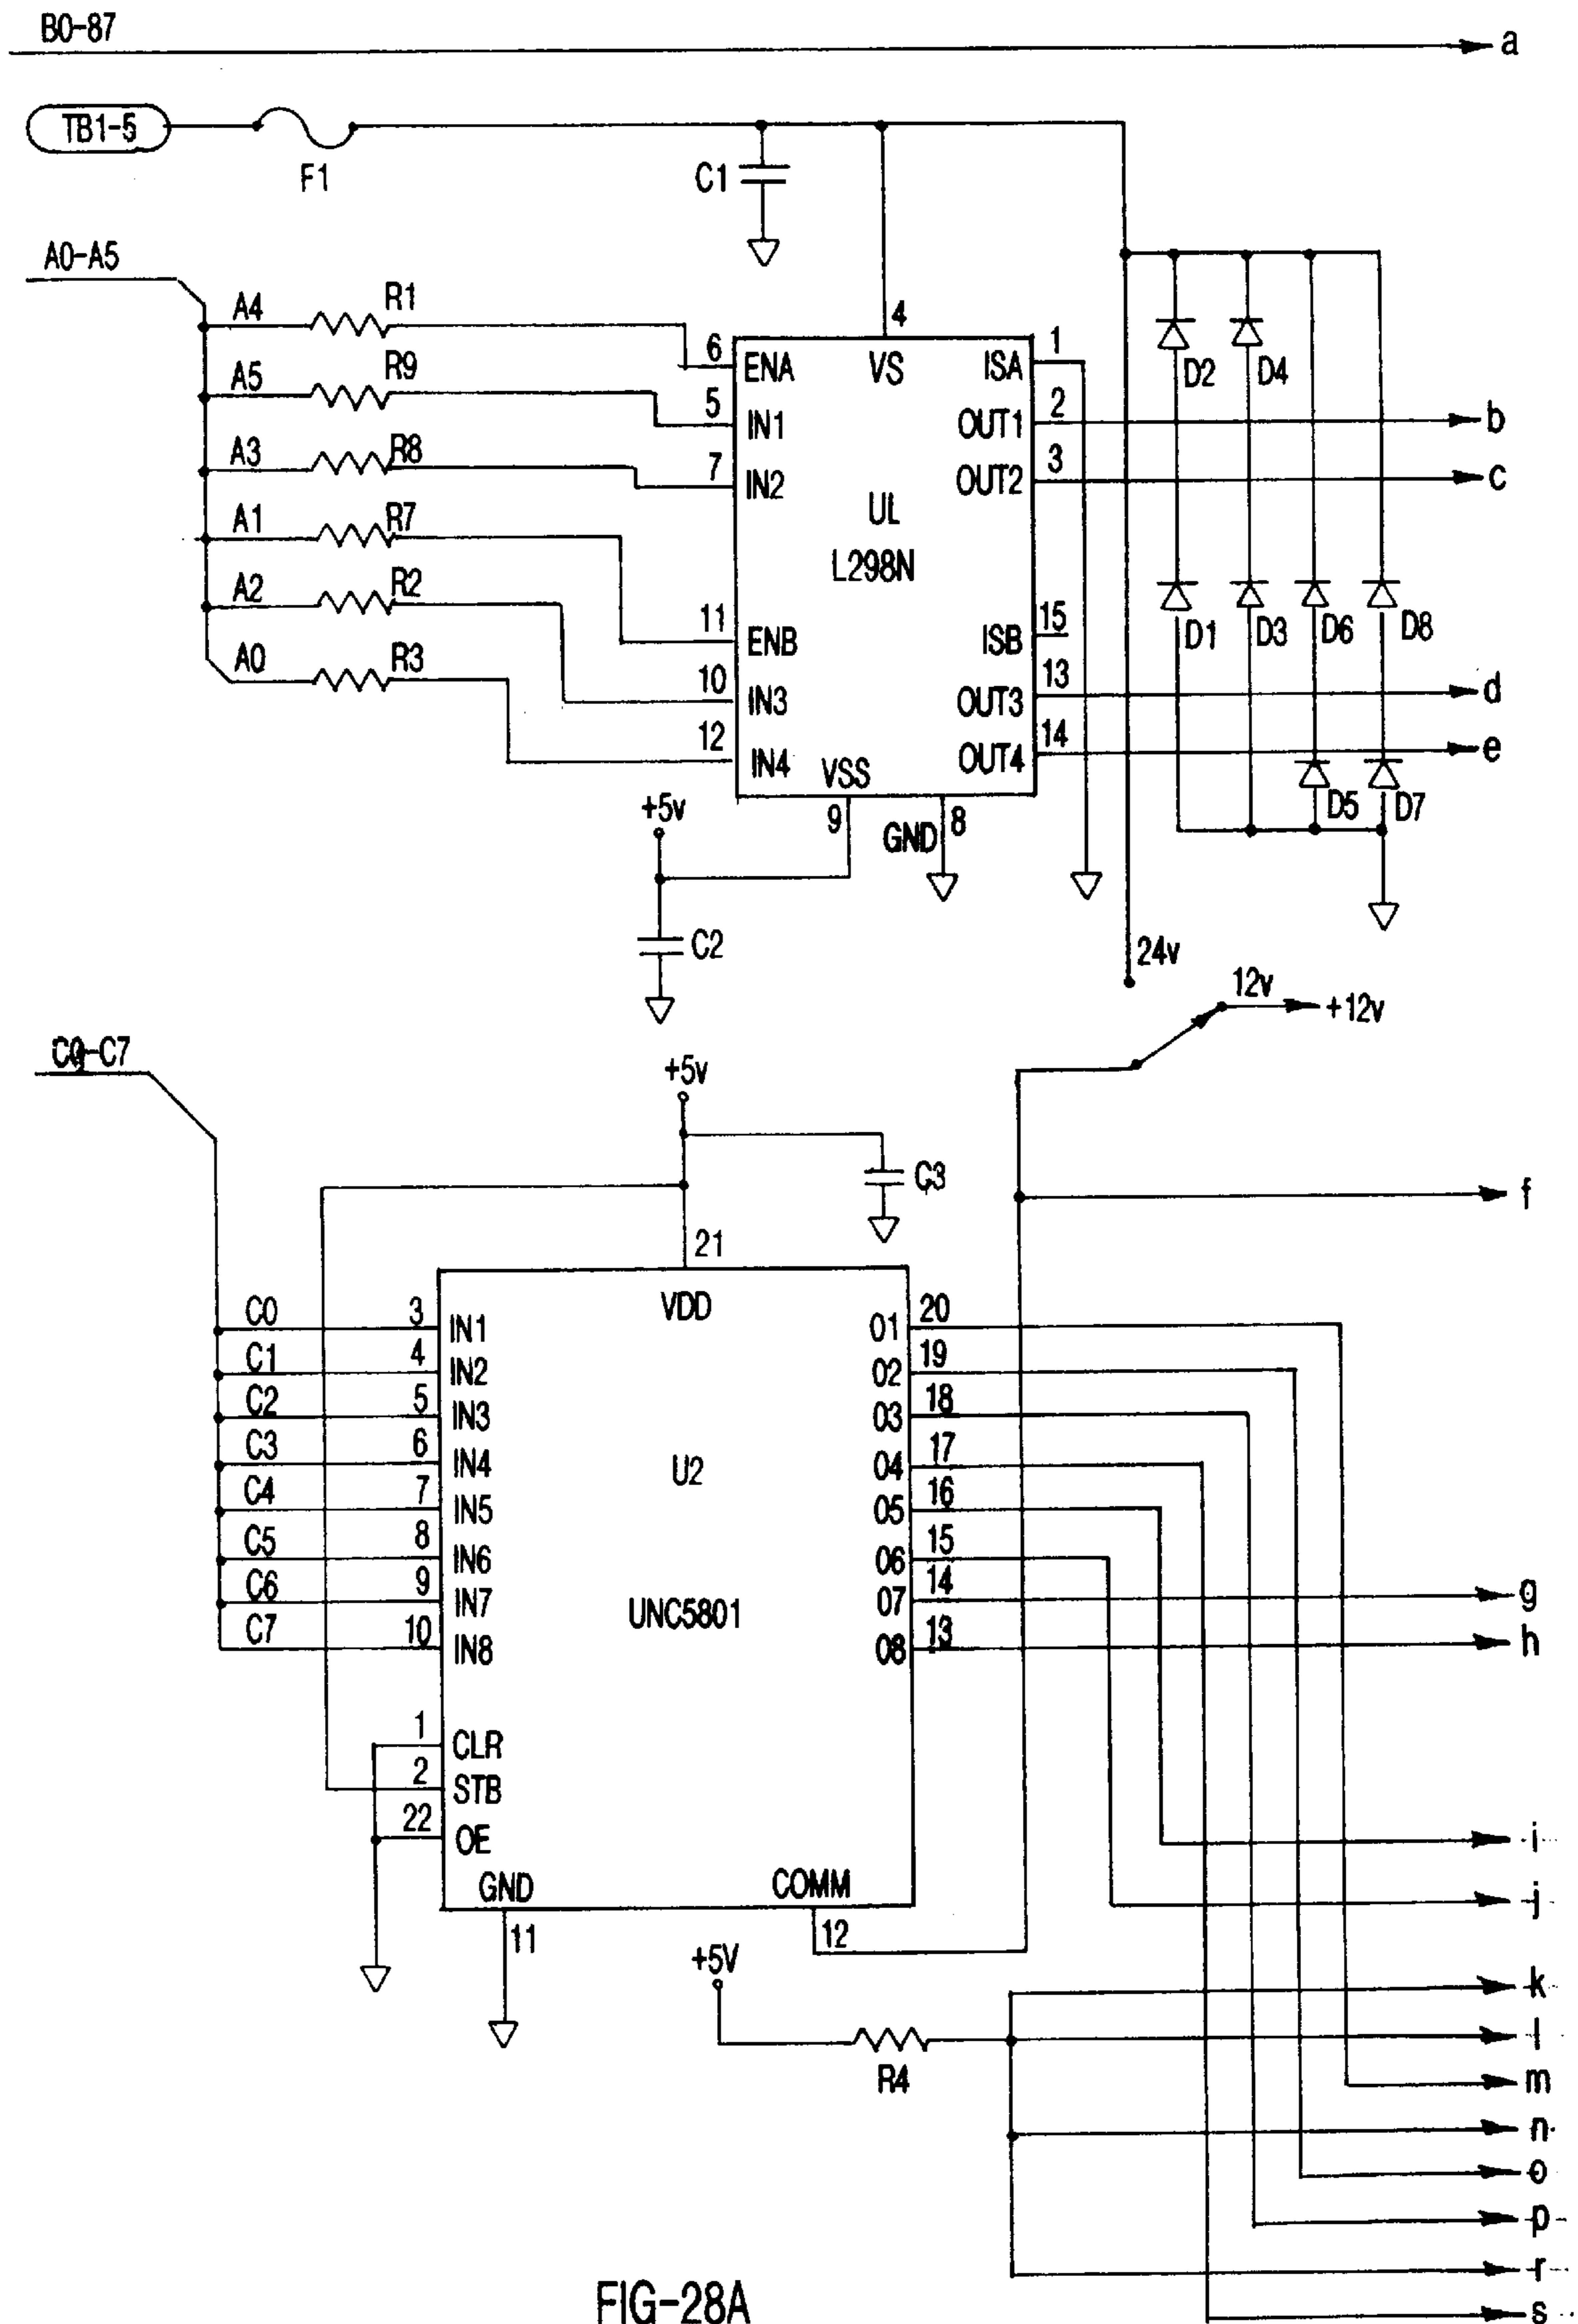 B0-87
a
TB1-5
F1
C1
A0-A5
A4 R1
A5 R9
A3 R8
A1 R7
A2 R2
A0 R3
4
6 ENA VS ISA 1
5 IN1 OUT1 2 b
7 IN2 OUT2 3 c
UL
L298N
11 ENB ISB 15
10 IN3 OUT3 13 d
12 IN4 OUT4 14 e
VSS
9 GND 8
D2 D4
D1 D3 D6 D8
D5 D7
+5v
C2
24v
12v +12v
C0-C7
+5v
C3
f
21
VDD
C0 3 IN1 01 20
C1 4 IN2 02 19
C2 5 IN3 03 18
C3 6 IN4 04 17
C4 7 IN5 05 16
C5 8 IN6 06 15
C6 9 IN7 07 14 g
C7 10 IN8 08 13 h
U2
UNC5801
1 CLR
2 STB
22 OE
GND COMM
11 12
i
j
+5V
R4
k
l
m
n
o
p
r
s
FIG-28A